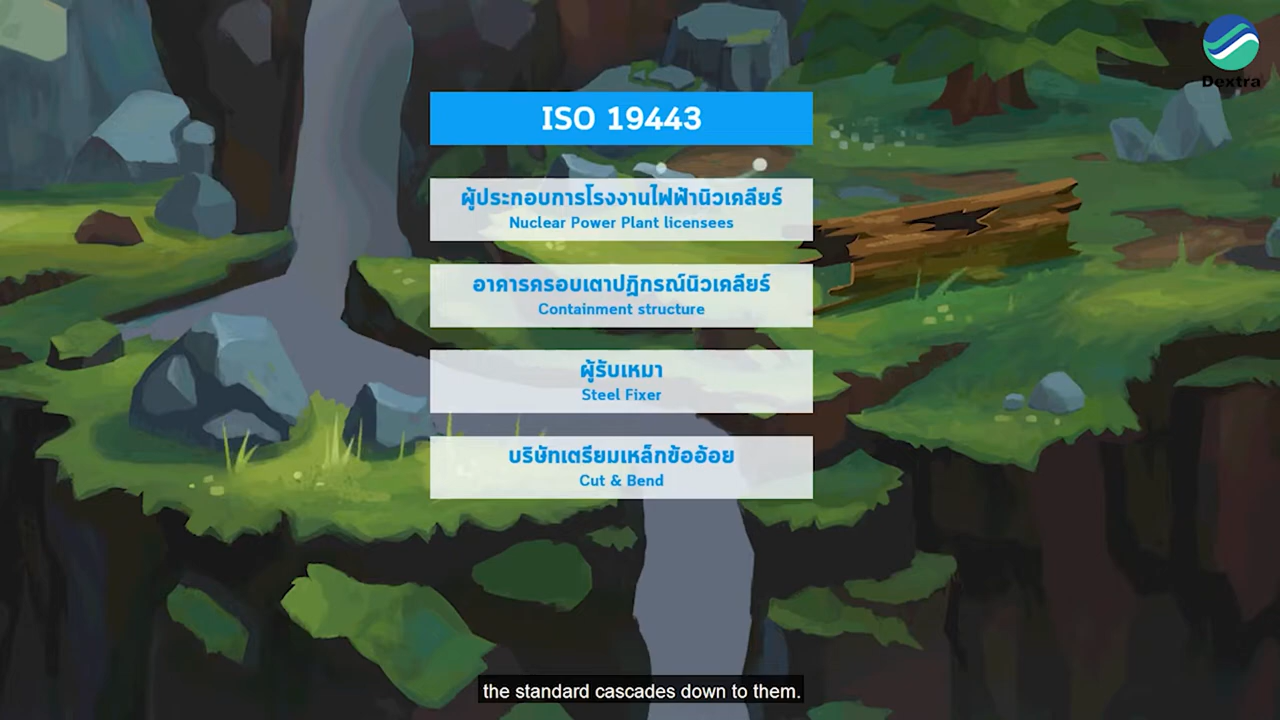 Dextra
ISO 19443
ผู้ประกอบการโรงงานไฟฟ้านิวเคลียร์
Nuclear Power Plant licensees
อาคารครอบเตาปฏิกรณ์นิวเคลียร์
Containment structure
ผู้รับเหมา
Steel Fixer
บริษัทเตรียมเหล็กข้ออ้อย
Cut & Bend
the standard cascades down to them.